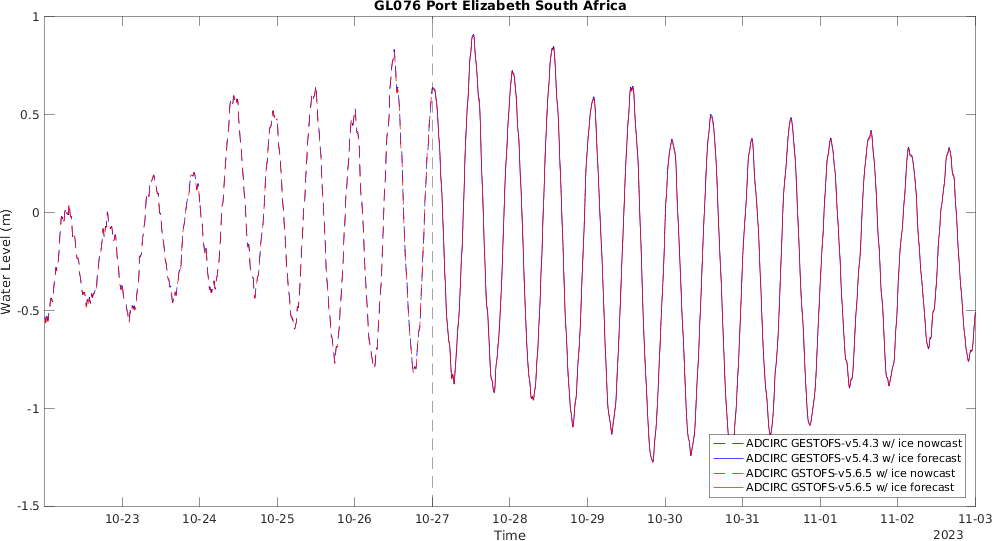 GL076 Port Elizabeth South Africa
1
0.5
0
-0.5
-1
-1.5
Water Level (m)
ADCIRC GESTOFS-v5.4.3 w/ ice nowcast
ADCIRC GESTOFS-v5.4.3 w/ ice forecast
ADCIRC GSTOFS-v5.6.5 w/ ice nowcast
ADCIRC GSTOFS-v5.6.5 w/ ice forecast
10-23 10-24 10-25 10-26 10-27 10-28 10-29 10-30 10-31 11-01 11-02 11-03
Time
2023